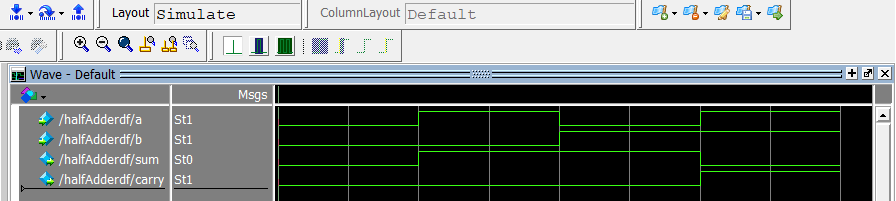 Layout Simulate
ColumnLayout Default
Wave - Default
Msgs
/halfAdderdf/a St1
/halfAdderdf/b St1
/halfAdderdf/sum St0
/halfAdderdf/carry St1